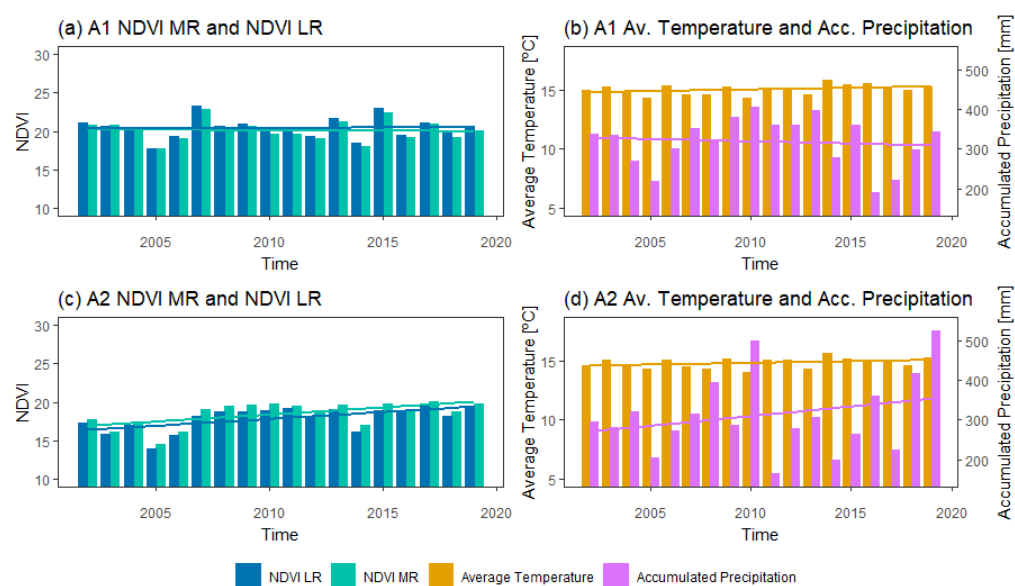 (a) A1 NDVI MR and NDVI LR
30
25
20
15
10
NDVI
2005
2010
2015
2020
Time
(b) A1 Av. Temperature and Acc. Precipitation
15
10
5
Average Temperature [ºC]
500
400
300
200
Accumulated Precipitation [mm]
2005
2010
2015
2020
Time
(c) A2 NDVI MR and NDVI LR
30
25
20
15
10
NDVI
2005
2010
2015
2020
Time
(d) A2 Av. Temperature and Acc. Precipitation
15
10
5
Average Temperature [ºC]
500
400
300
200
Accumulated Precipitation [mm]
2005
2010
2015
2020
Time
NDVI LR
NDVI MR
Average Temperature
Accumulated Precipitation